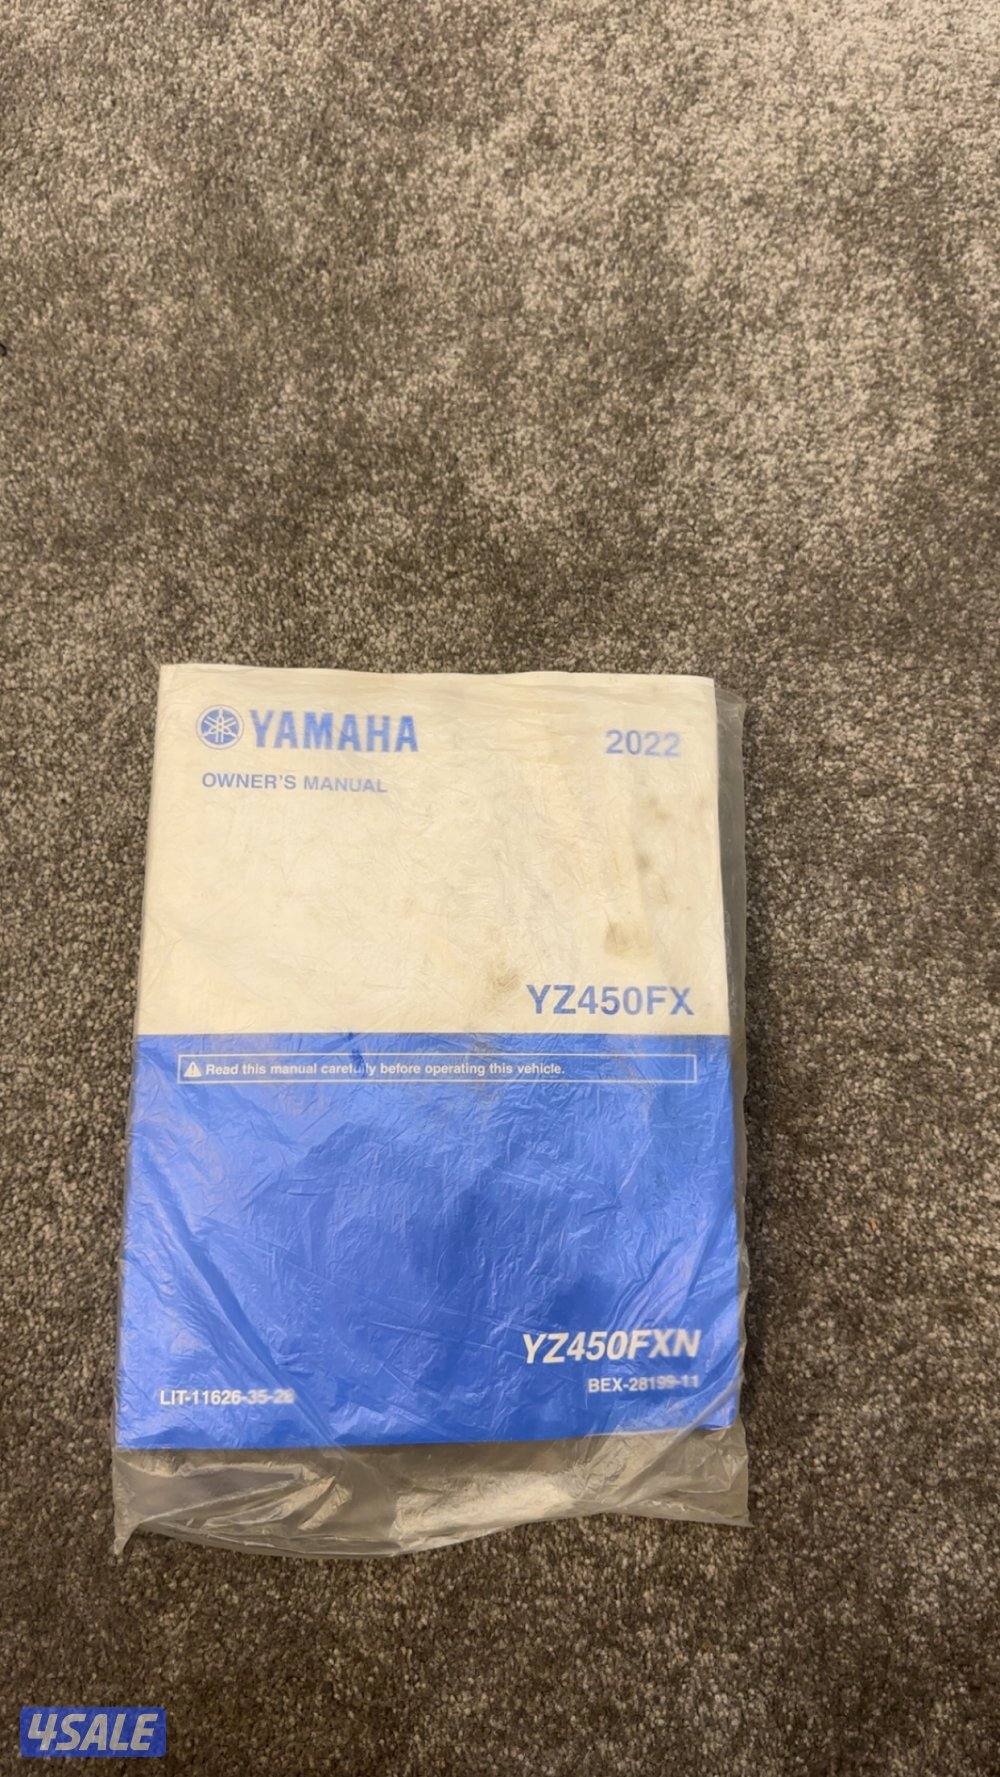 YAMAHA
2022
OWNER'S MANUAL
YZ450FX
Read this manual carefully before operating this vehicle.
YZ450FXN
LIT-11626-35-28
BEX-28199-11
4SALE